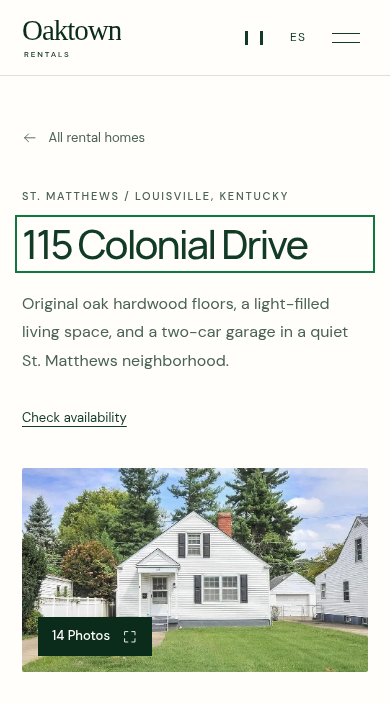 Oaktown
RENTALS
ES
All rental homes
ST. MATTHEWS / LOUISVILLE, KENTUCKY
115 Colonial Drive
Original oak hardwood floors, a light-filled
living space, and a two-car garage in a quiet
St. Matthews neighborhood.
Check availability
14 Photos